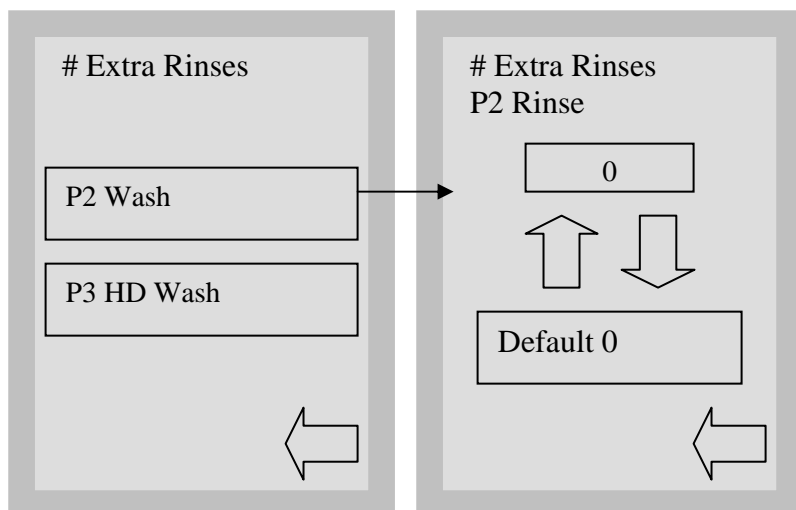 # Extra Rinses
P2 Wash
P3 HD Wash
# Extra Rinses
P2 Rinse
0
Default 0